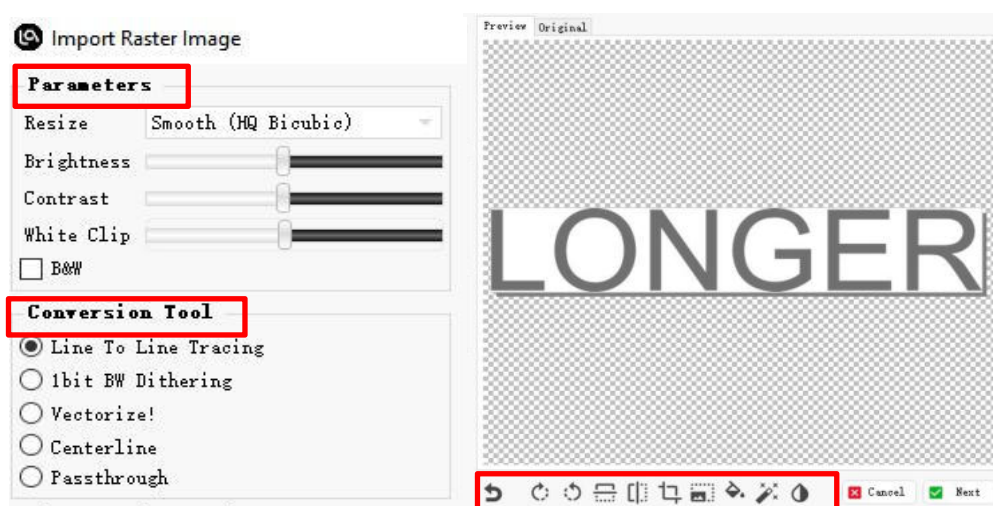 Import Raster Image
Parameters
Resize Smooth (HQ Bicubic)
Brightness
Contrast
White Clip
B&W
Conversion Tool
Line To Line Tracing
1bit BW Dithering
Vectorize!
Centerline
Passthrough
Preview Original
LONGER
Cancel Next